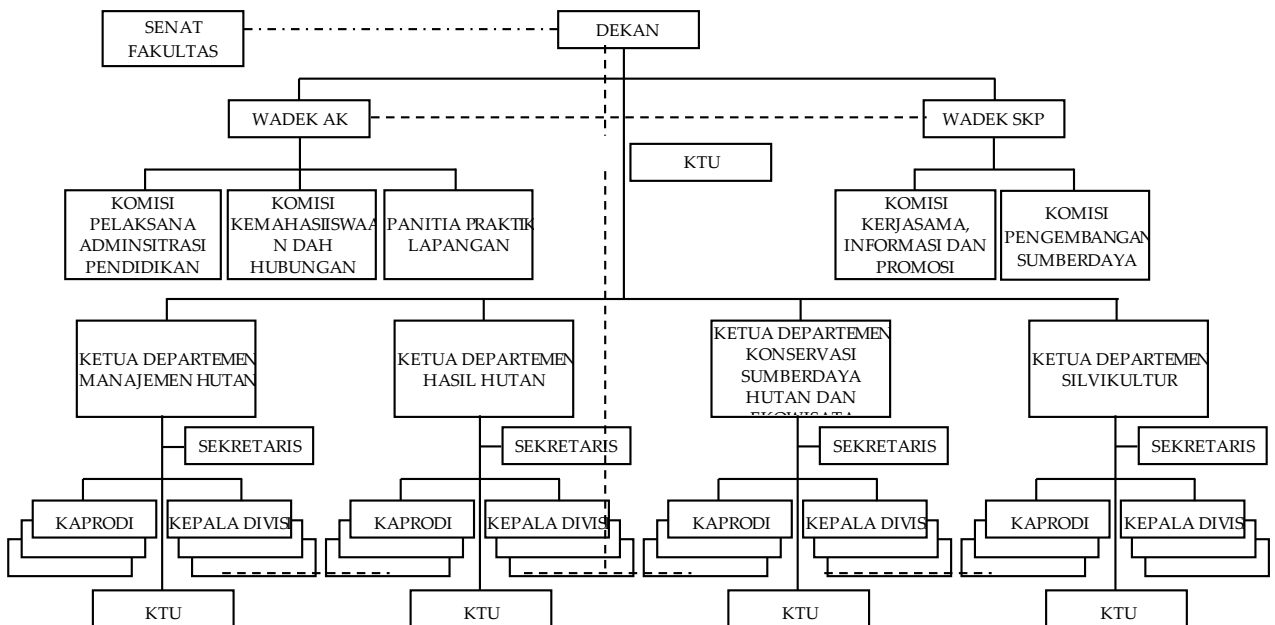 SENAT
FAKULTAS
DEKAN
WADEK AK
WADEK SKP
KTU
KOMISI
PELAKSANA
ADMINSITRASI
PENDIDIKAN
KOMISI
KEMAHASIISWAA
N DAH
HUBUNGAN
PANITIA PRAKTIK
LAPANGAN
KOMISI
KERJASAMA,
INFORMASI DAN
PROMOSI
KOMISI
PENGEMBANGAN
SUMBERDAYA
KETUA DEPARTEMEN
MANAJEMEN HUTAN
KETUA DEPARTEMEN
HASIL HUTAN
KETUA DEPARTEMEN
KONSERVASI
SUMBERDAYA
HUTAN DAN
EKOWISATA
KETUA DEPARTEMEN
SILVIKULTUR
SEKRETARIS
SEKRETARIS
SEKRETARIS
SEKRETARIS
KAPRODI
KEPALA DIVISI
KAPRODI
KEPALA DIVISI
KAPRODI
KEPALA DIVISI
KAPRODI
KEPALA DIVISI
KTU
KTU
KTU
KTU